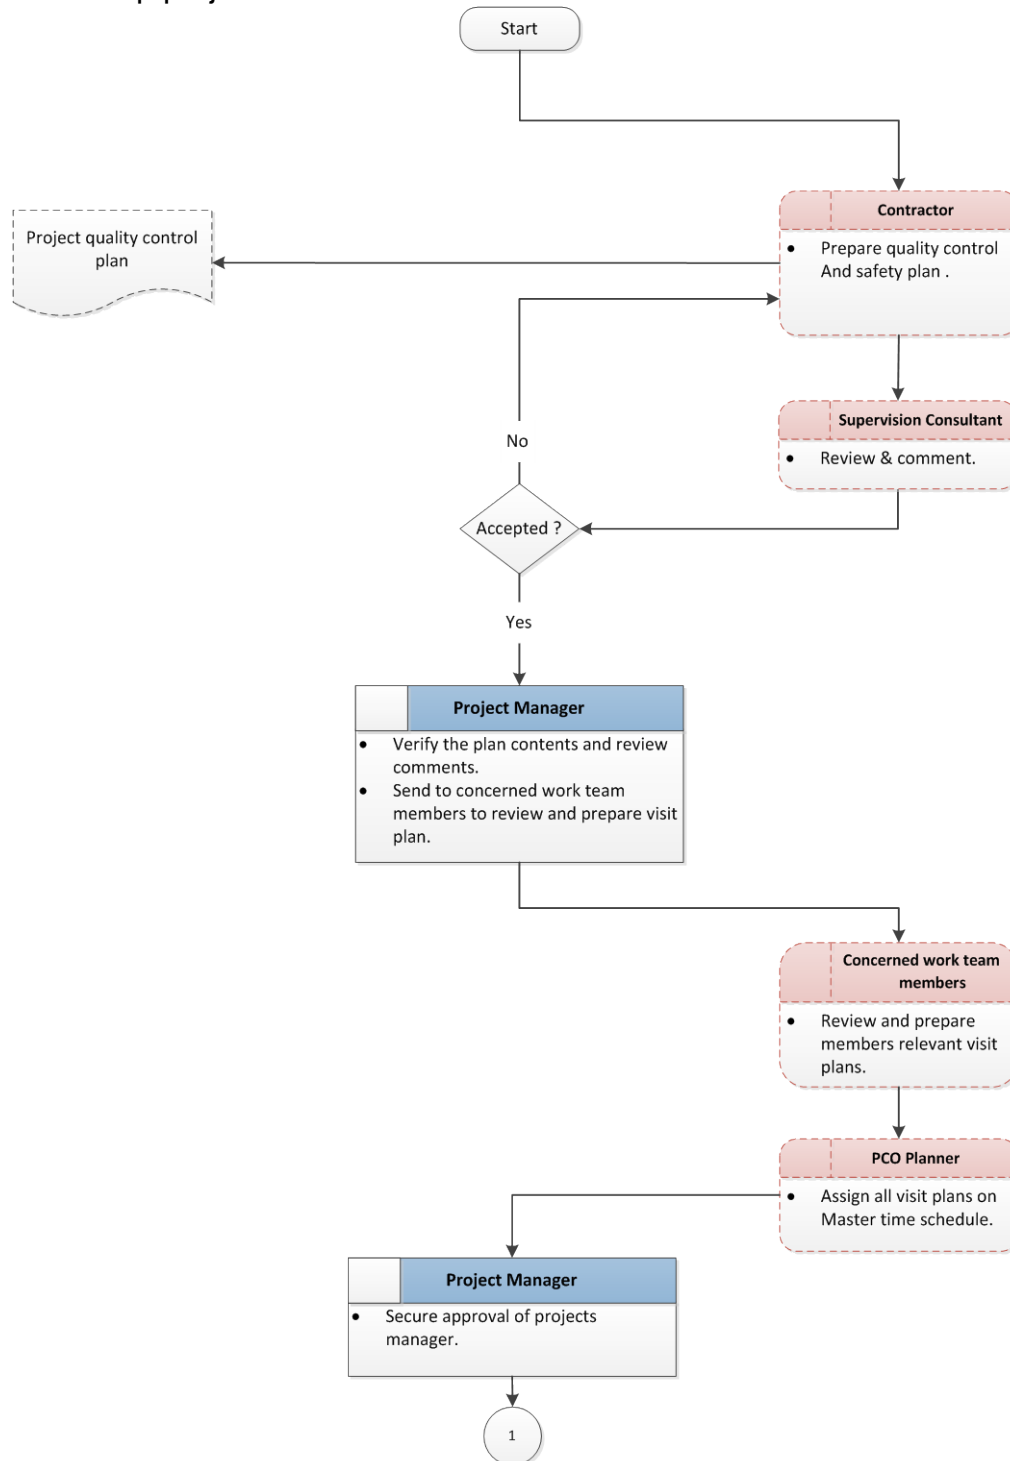 Start
Contractor
• Prepare quality control
And safety plan .
Project quality control
plan
Supervision Consultant
• Review & comment.
No
Accepted ?
Yes
Project Manager
• Verify the plan contents and review
comments.
• Send to concerned work team
members to review and prepare visit
plan.
Concerned work team
members
• Review and prepare
members relevant visit
plans.
PCO Planner
• Assign all visit plans on
Master time schedule.
Project Manager
• Secure approval of projects
manager.
1